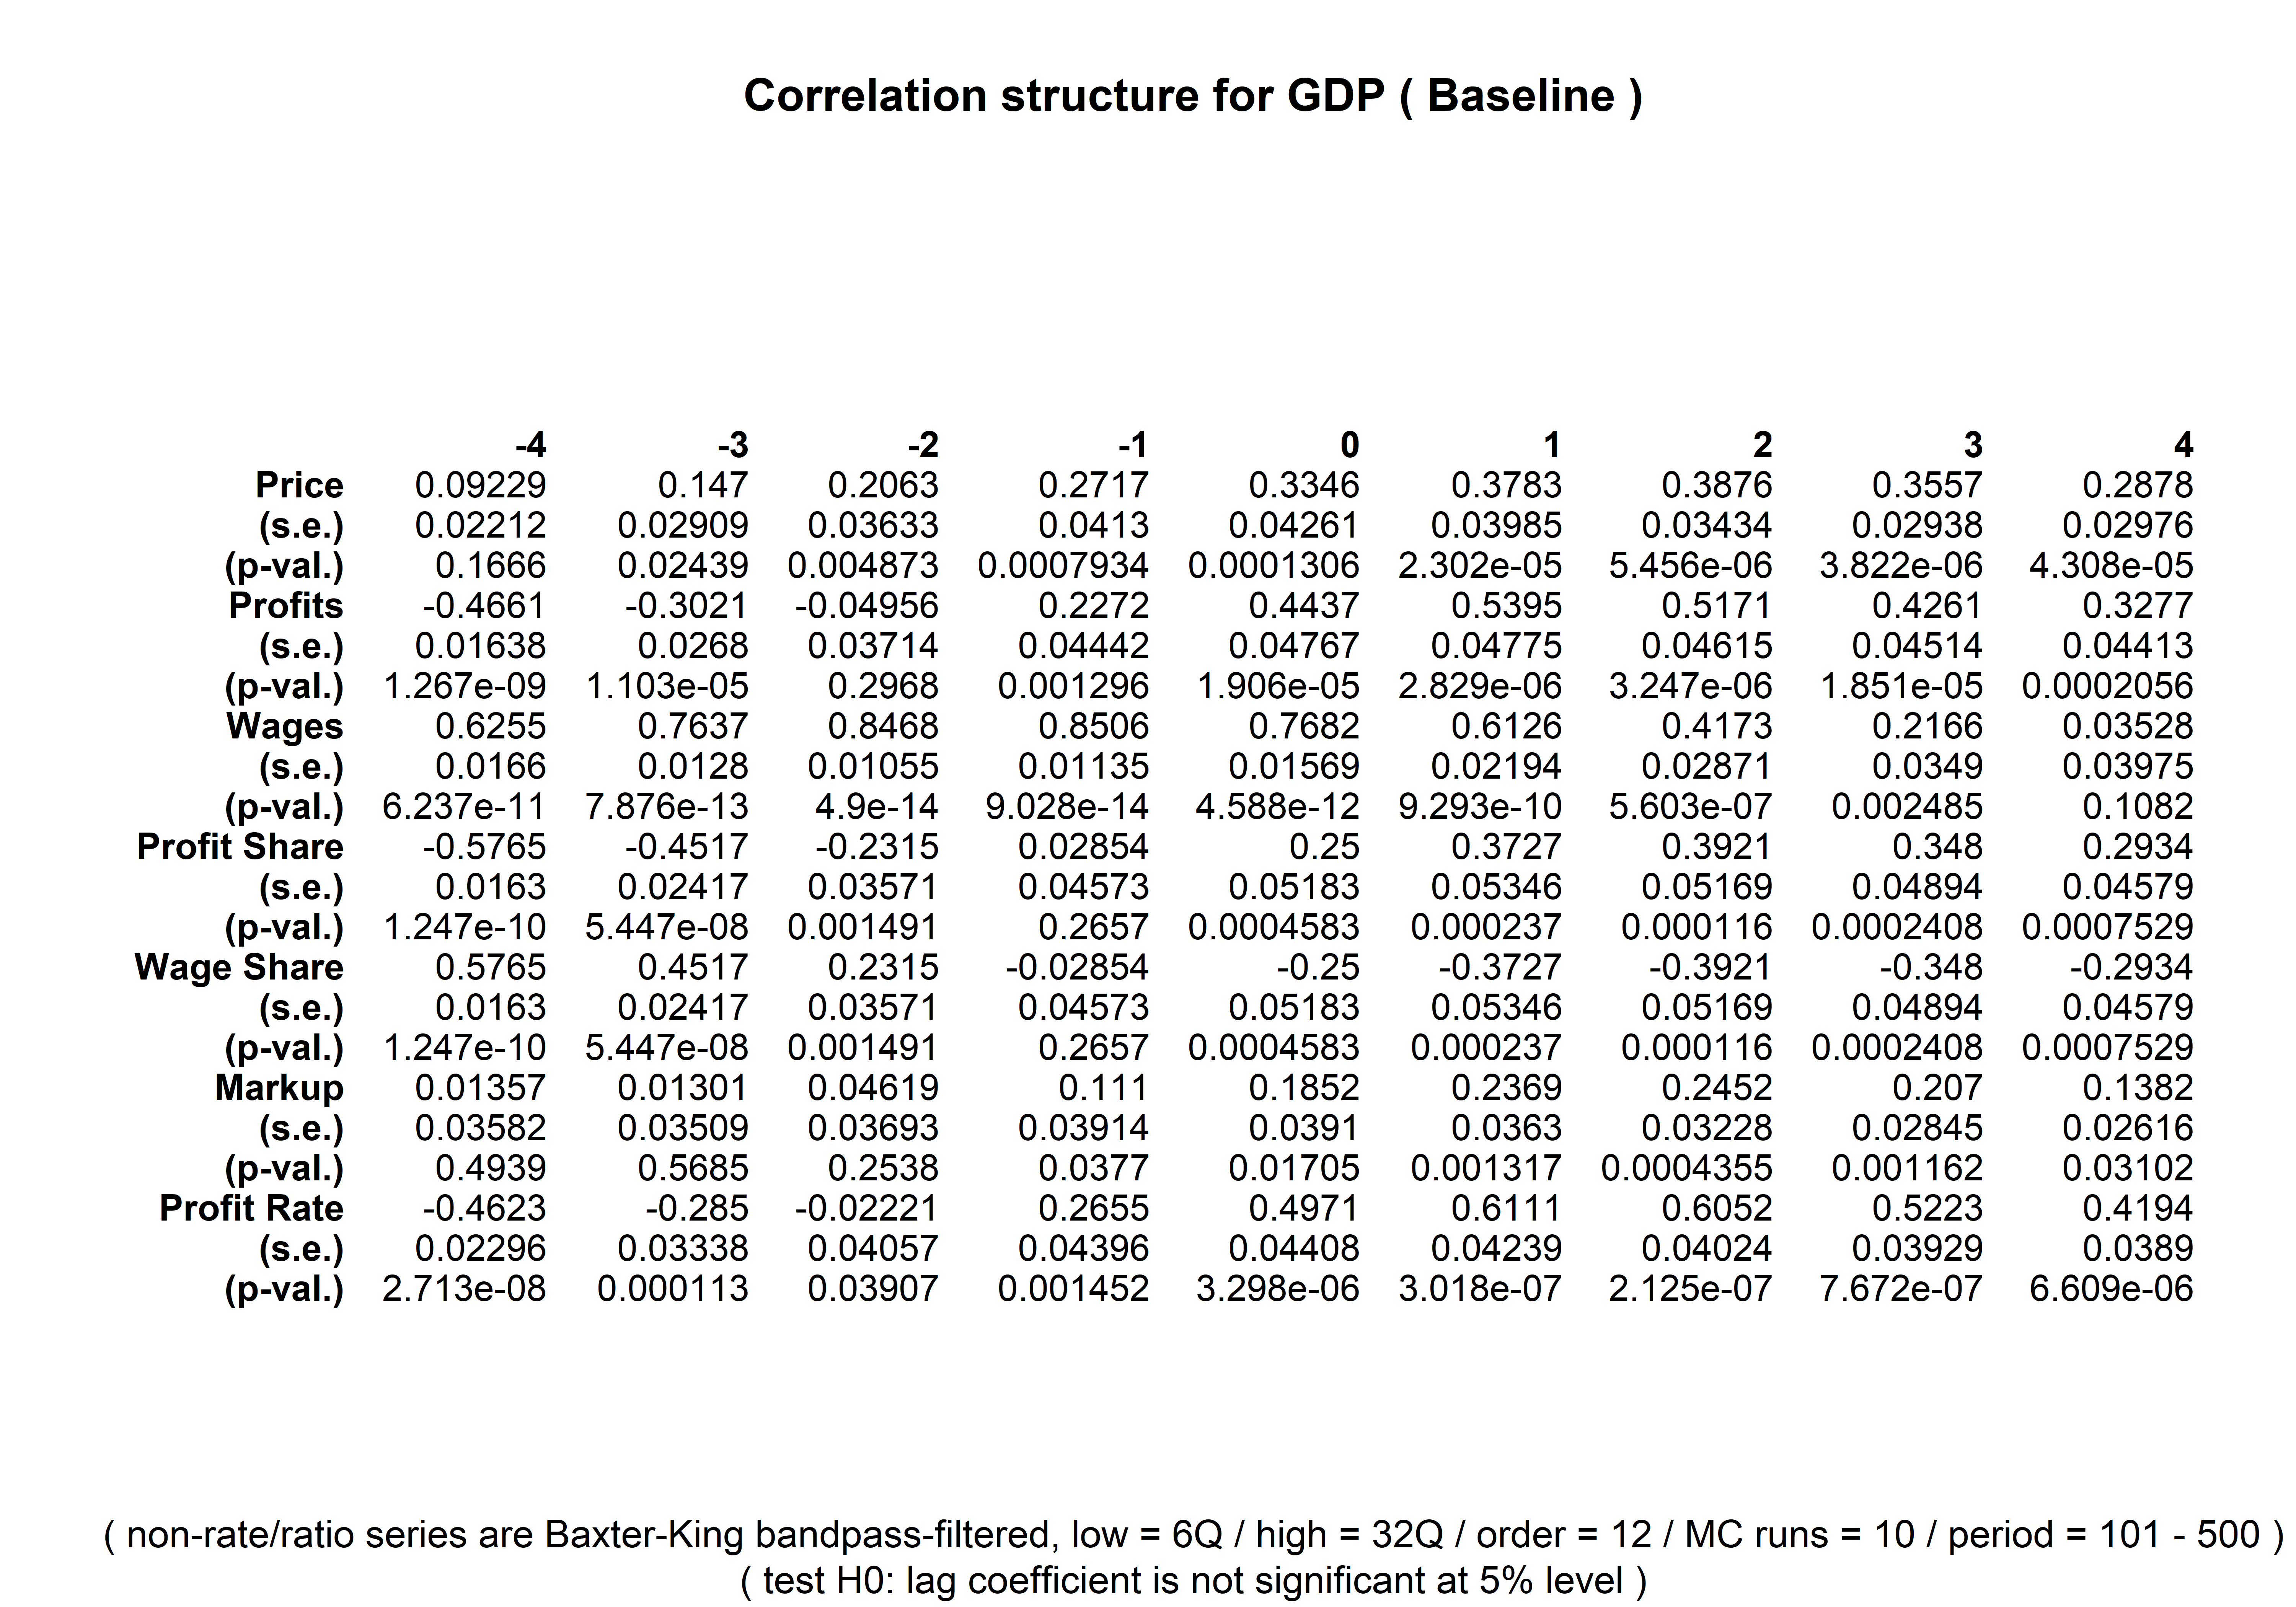 Correlation structure for GDP ( Baseline )
-4 -3 -2 -1 0 1 2 3 4
Price 0.09229 0.147 0.2063 0.2717 0.3346 0.3783 0.3876 0.3557 0.2878
(s.e.) 0.02212 0.02909 0.03633 0.0413 0.04261 0.03985 0.03434 0.02938 0.02976
(p-val.) 0.1666 0.02439 0.004873 0.0007934 0.0001306 2.302e-05 5.456e-06 3.822e-06 4.308e-05
Profits -0.4661 -0.3021 -0.04956 0.2272 0.4437 0.5395 0.5171 0.4261 0.3277
(s.e.) 0.01638 0.0268 0.03714 0.04442 0.04767 0.04775 0.04615 0.04514 0.04413
(p-val.) 1.267e-09 1.103e-05 0.2968 0.001296 1.906e-05 2.829e-06 3.247e-06 1.851e-05 0.0002056
Wages 0.6255 0.7637 0.8468 0.8506 0.7682 0.6126 0.4173 0.2166 0.03528
(s.e.) 0.0166 0.0128 0.01055 0.01135 0.01569 0.02194 0.02871 0.0349 0.03975
(p-val.) 6.237e-11 7.876e-13 4.9e-14 9.028e-14 4.588e-12 9.293e-10 5.603e-07 0.002485 0.1082
Profit Share -0.5765 -0.4517 -0.2315 0.02854 0.25 0.3727 0.3921 0.348 0.2934
(s.e.) 0.0163 0.02417 0.03571 0.04573 0.05183 0.05346 0.05169 0.04894 0.04579
(p-val.) 1.247e-10 5.447e-08 0.001491 0.2657 0.0004583 0.000237 0.000116 0.0002408 0.0007529
Wage Share 0.5765 0.4517 0.2315 -0.02854 -0.25 -0.3727 -0.3921 -0.348 -0.2934
(s.e.) 0.0163 0.02417 0.03571 0.04573 0.05183 0.05346 0.05169 0.04894 0.04579
(p-val.) 1.247e-10 5.447e-08 0.001491 0.2657 0.0004583 0.000237 0.000116 0.0002408 0.0007529
Markup 0.01357 0.01301 0.04619 0.111 0.1852 0.2369 0.2452 0.207 0.1382
(s.e.) 0.03582 0.03509 0.03693 0.03914 0.0391 0.0363 0.03228 0.02845 0.02616
(p-val.) 0.4939 0.5685 0.2538 0.0377 0.01705 0.001317 0.0004355 0.001162 0.03102
Profit Rate -0.4623 -0.285 -0.02221 0.2655 0.4971 0.6111 0.6052 0.5223 0.4194
(s.e.) 0.02296 0.03338 0.04057 0.04396 0.04408 0.04239 0.04024 0.03929 0.0389
(p-val.) 2.713e-08 0.000113 0.03907 0.001452 3.298e-06 3.018e-07 2.125e-07 7.672e-07 6.609e-06
( non-rate/ratio series are Baxter-King bandpass-filtered, low = 6Q / high = 32Q / order = 12 / MC runs = 10 / period = 101 - 500 )
( test H0: lag coefficient is not significant at 5% level )